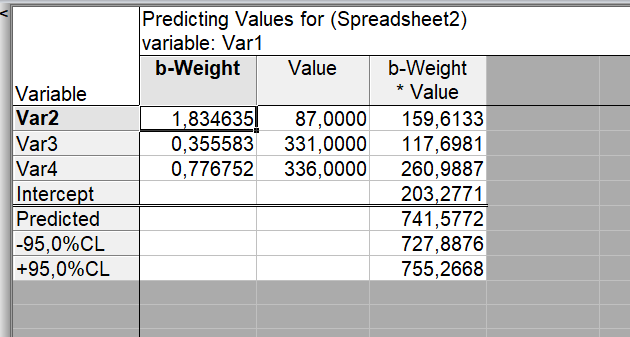 Predicting Values for (Spreadsheet2)
variable: Var1
Variable b-Weight Value b-Weight
* Value
Var2 1,834635 87,0000 159,6133
Var3 0,355583 331,0000 117,6981
Var4 0,776752 336,0000 260,9887
Intercept 203,2771
Predicted 741,5772
-95,0%CL 727,8876
+95,0%CL 755,2668